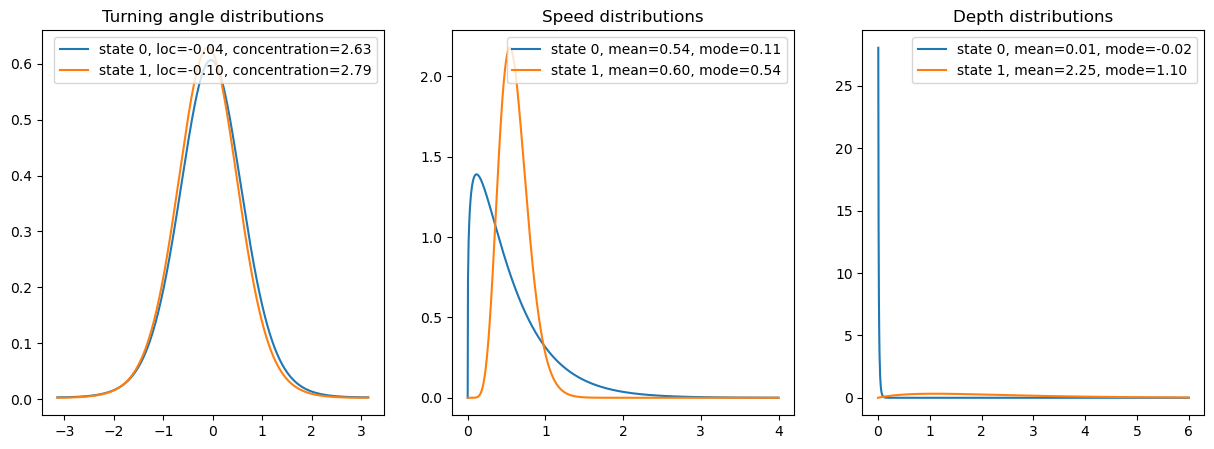 Turning angle distributions
state 0, loc=-0.04, concentration=2.63
state 1, loc=-0.10, concentration=2.79
0.6
0.5
0.4
0.3
0.2
0.1
0.0
−3 −2 −1 0 1 2 3
Speed distributions
state 0, mean=0.54, mode=0.11
state 1, mean=0.60, mode=0.54
2.0
1.5
1.0
0.5
0.0
0 1 2 3 4
Depth distributions
state 0, mean=0.01, mode=-0.02
state 1, mean=2.25, mode=1.10
25
20
15
10
5
0
0 1 2 3 4 5 6